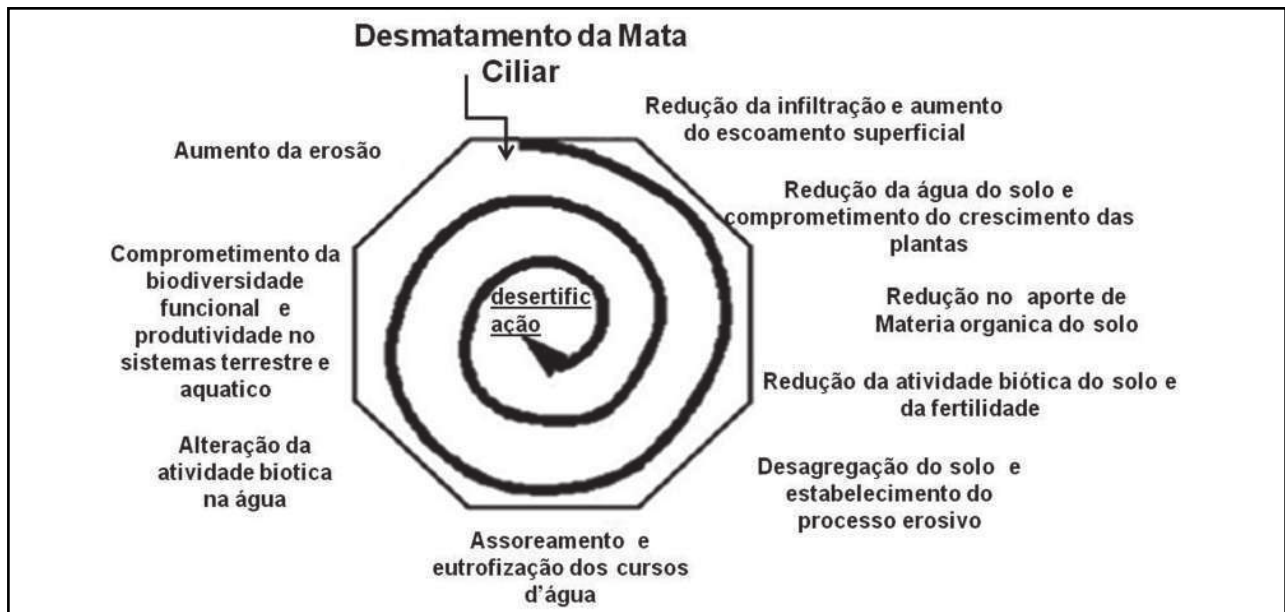 Desmatamento da Mata
Ciliar
Redução da infiltração e aumento
do escoamento superficial
Redução da água do solo e
comprometimento do crescimento das
plantas
Redução no aporte de
Materia organica do solo
Redução da atividade biótica do solo e
da fertilidade
Desagregação do solo e
estabelecimento do
processo erosivo
Assoreamento e
eutrofização dos cursos
d'água
Alteração da
atividade biotica
na água
Comprometimento da
biodiversidade
funcional e
produtividade no
sistemas terrestre e
aquatico
Aumento da erosão
desertific
ação